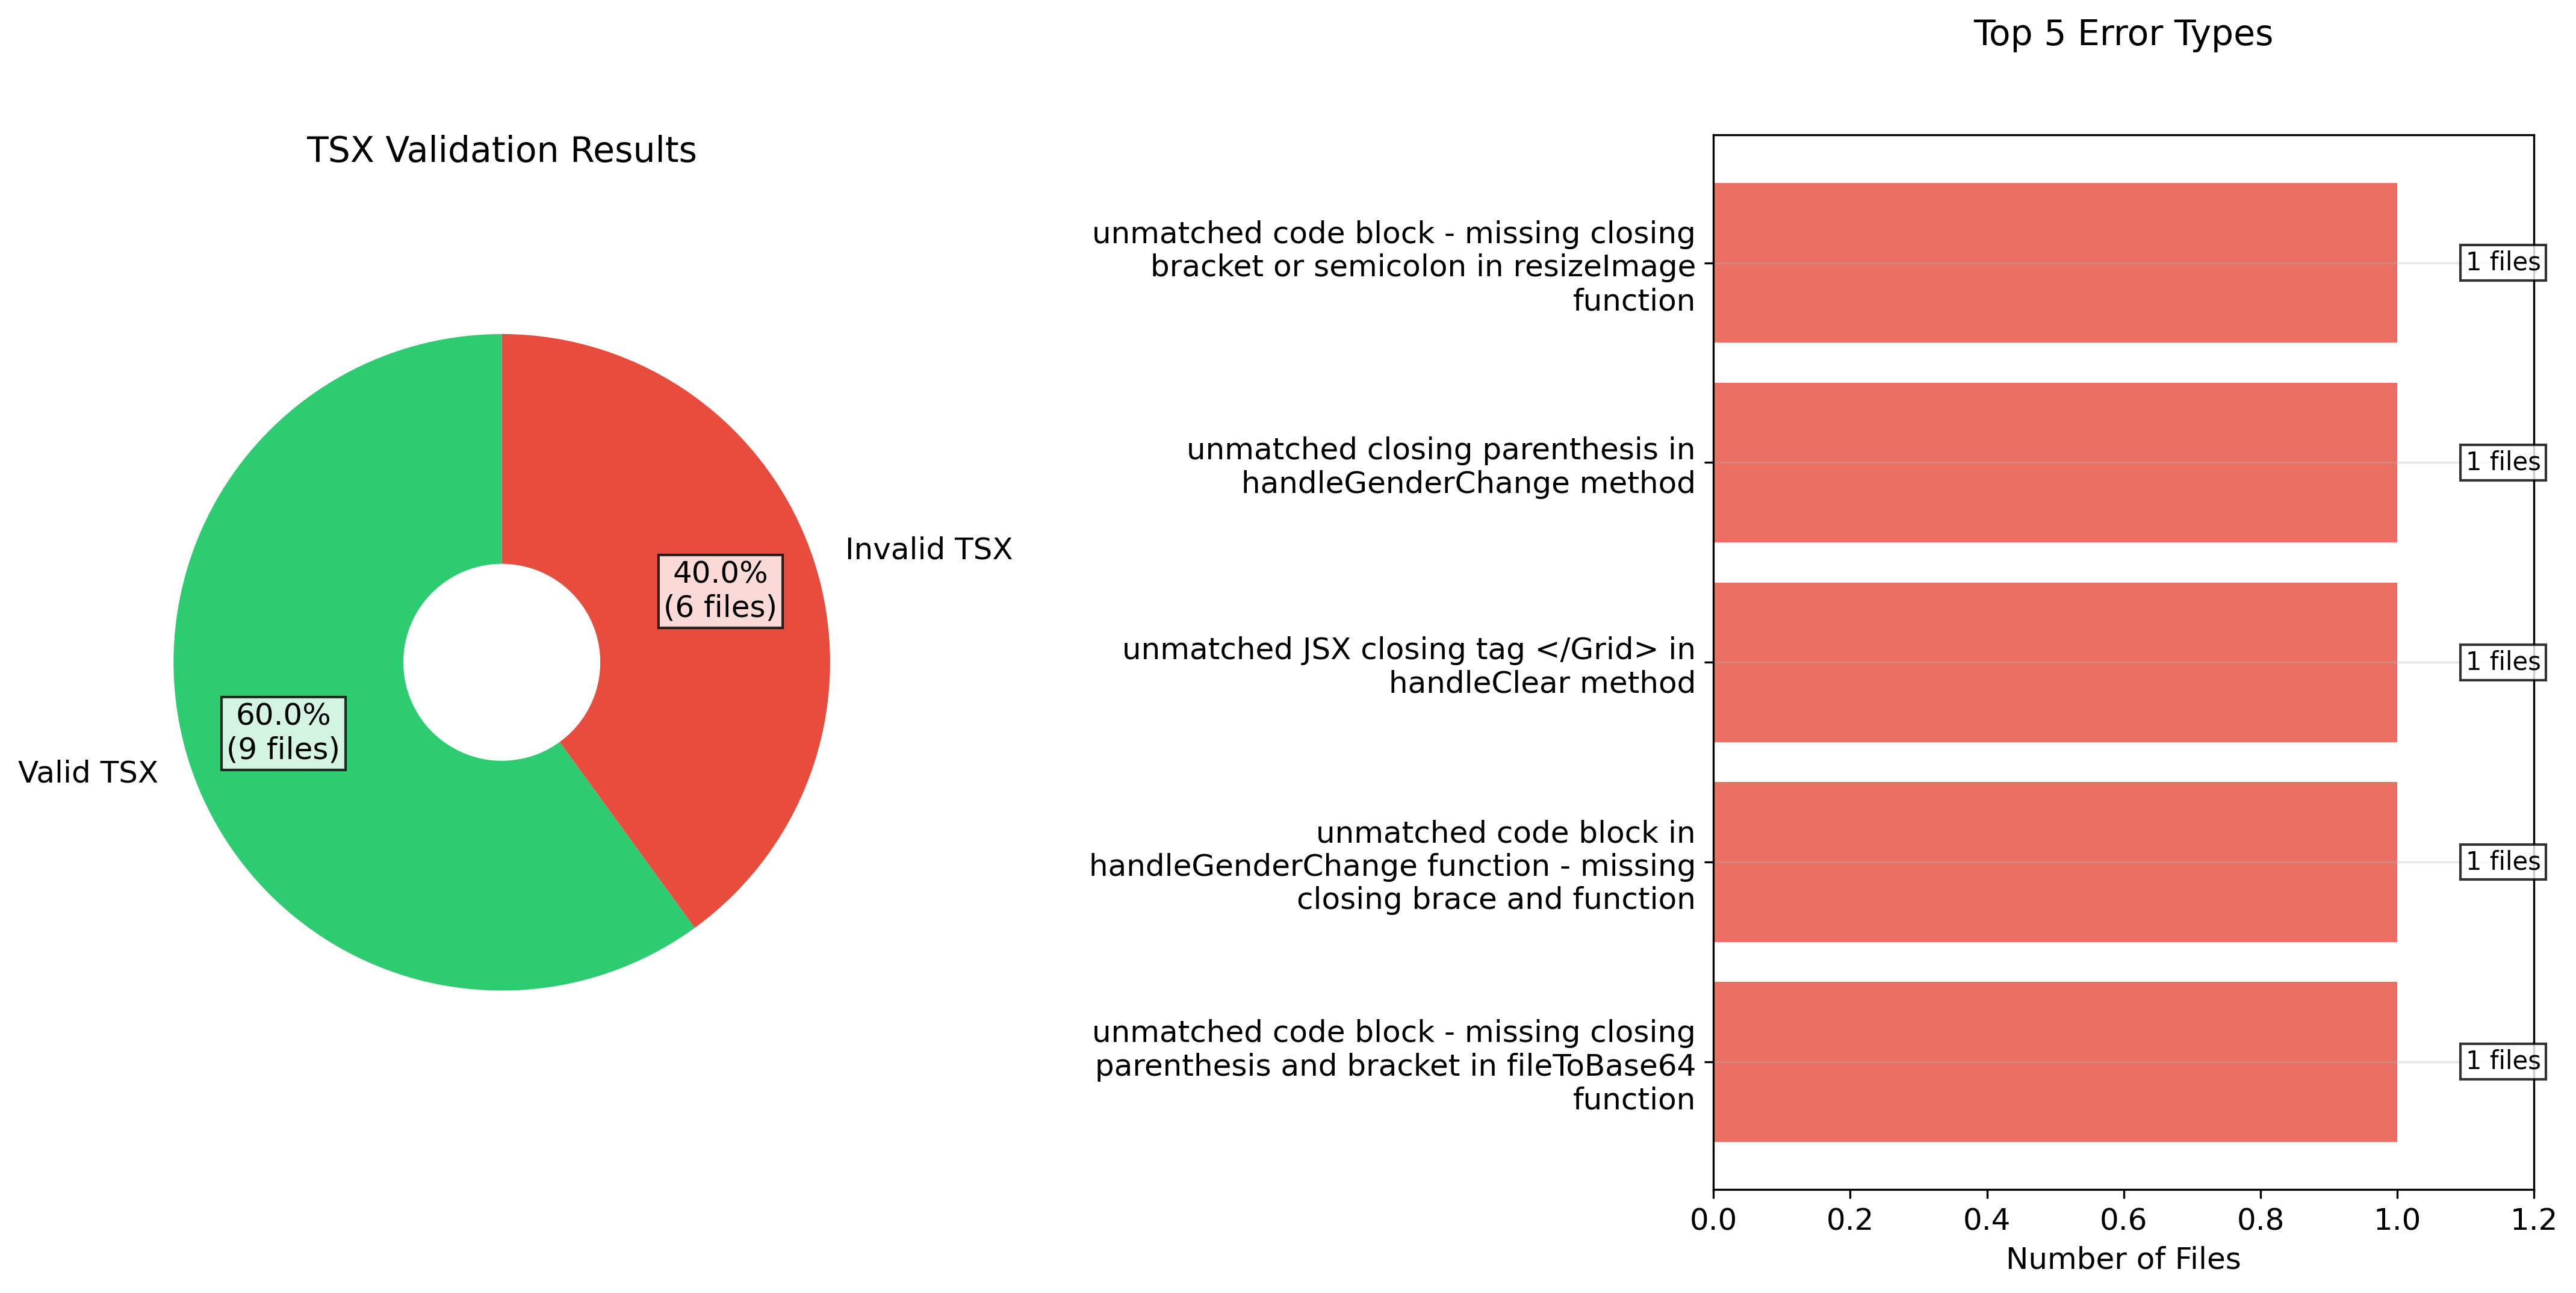 TSX Validation Results
Invalid TSX
40.0%
(6 files)
60.0%
(9 files)
Valid TSX
Top 5 Error Types
unmatched code block - missing closing
bracket or semicolon in resizeImage
function
1 files
unmatched closing parenthesis in
handleGenderChange method
1 files
unmatched JSX closing tag </Grid> in
handleClear method
1 files
unmatched code block in
handleGenderChange function - missing
closing brace and function
1 files
unmatched code block - missing closing
parenthesis and bracket in fileToBase64
function
1 files
0.0 0.2 0.4 0.6 0.8 1.0 1.2
Number of Files